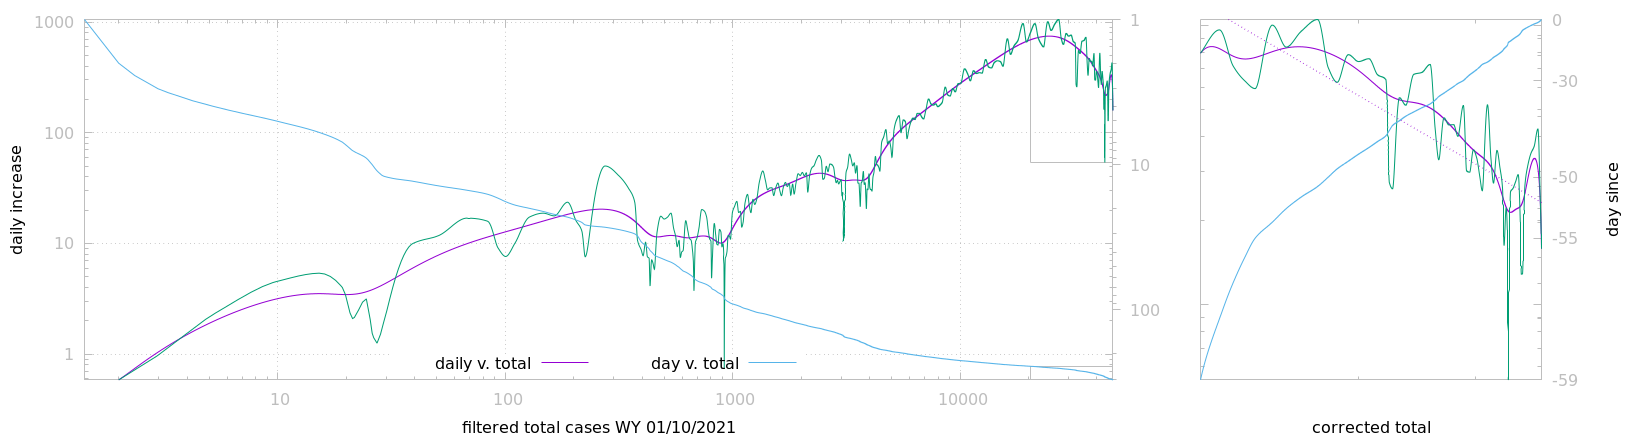 1000
100
10
1
daily increase
10
100
1000
10000
filtered total cases WY 01/10/2021
daily v. total
day v. total
1
10
100
0
-30
-50
-55
-59
day since
corrected total